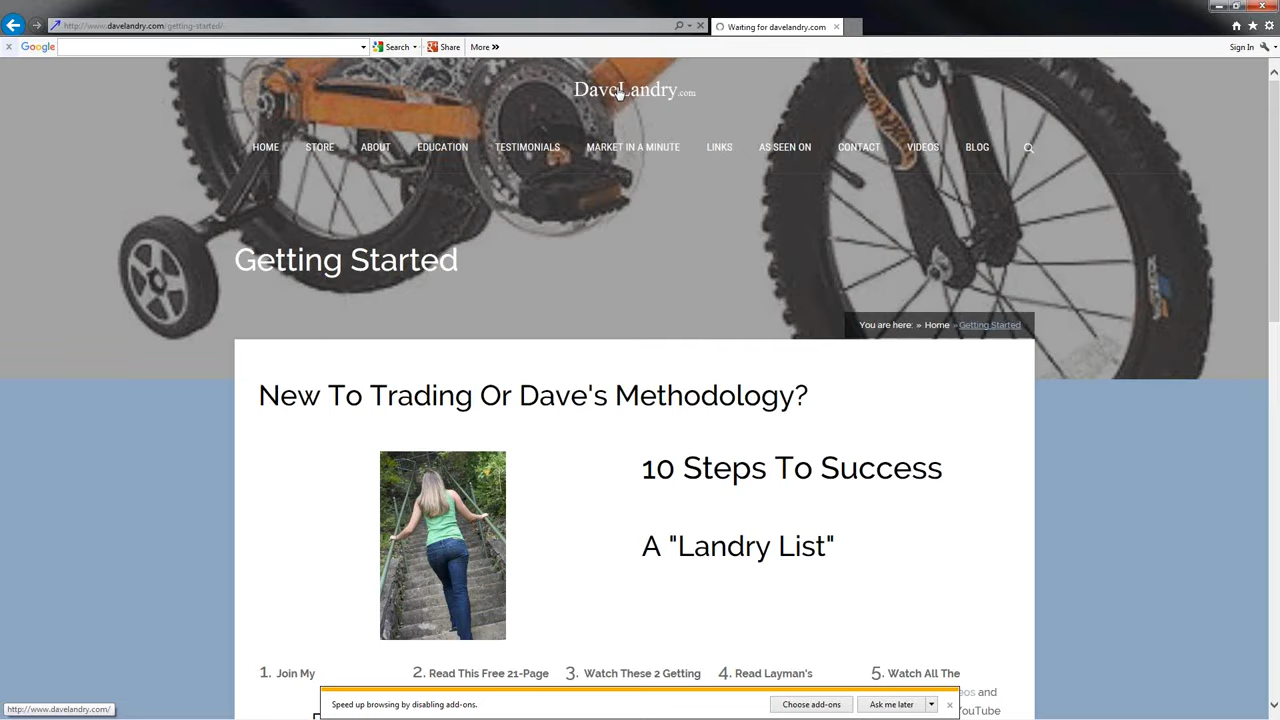 http://www.davelandry.com/getting-started/
Waiting for davelandry.com
Google
Search
Share
More »
Sign In
DaveLandry.com
HOME STORE ABOUT EDUCATION TESTIMONIALS MARKET IN A MINUTE LINKS AS SEEN ON CONTACT VIDEOS BLOG
Getting Started
You are here: » Home » Getting Started
New To Trading Or Dave's Methodology?
10 Steps To Success
A "Landry List"
1. Join My
2. Read This Free 21-Page
3. Watch These 2 Getting
4. Read Layman's
5. Watch All The
and
YouTube
Speed up browsing by disabling add-ons.
Choose add-ons
Ask me later
http://www.davelandry.com/